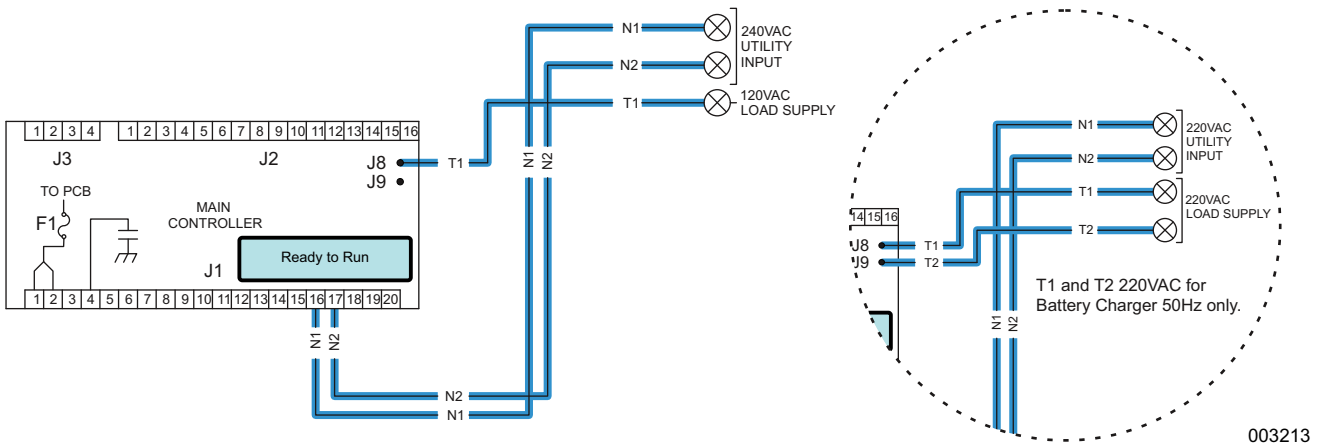 N1
240VAC
UTILITY
INPUT
N2
T1
120VAC
LOAD SUPPLY
1 2 3 4
1 2 3 4 5 6 7 8 9 10 11 12 13 14 15 16
J3
J2
J8
T1
J9
N1
N2
TO PCB
F1
MAIN
CONTROLLER
Ready to Run
J1
1 2 3 4 5 6 7 8 9 10 11 12 13 14 15 16 17 18 19 20
N1
N2
N2
N1
N1
220VAC
UTILITY
INPUT
N2
T1
220VAC
LOAD SUPPLY
T2
14 15 16
J8
T1
J9
T2
T1 and T2 220VAC for
Battery Charger 50Hz only.
N1
N2
003213